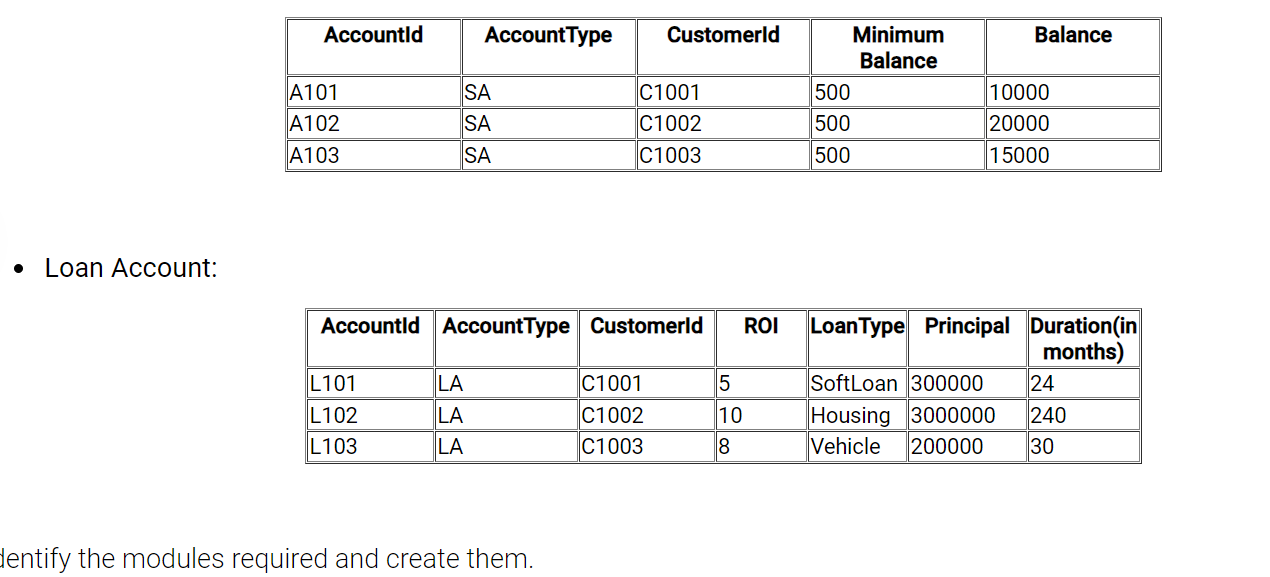 AccountId AccountType CustomerId Minimum Balance Balance
A101 SA C1001 500 10000
A102 SA C1002 500 20000
A103 SA C1003 500 15000
• Loan Account:
AccountId AccountType CustomerId ROI LoanType Principal Duration(in months)
L101 LA C1001 5 SoftLoan 300000 24
L102 LA C1002 10 Housing 3000000 240
L103 LA C1003 8 Vehicle 200000 30
dentify the modules required and create them.